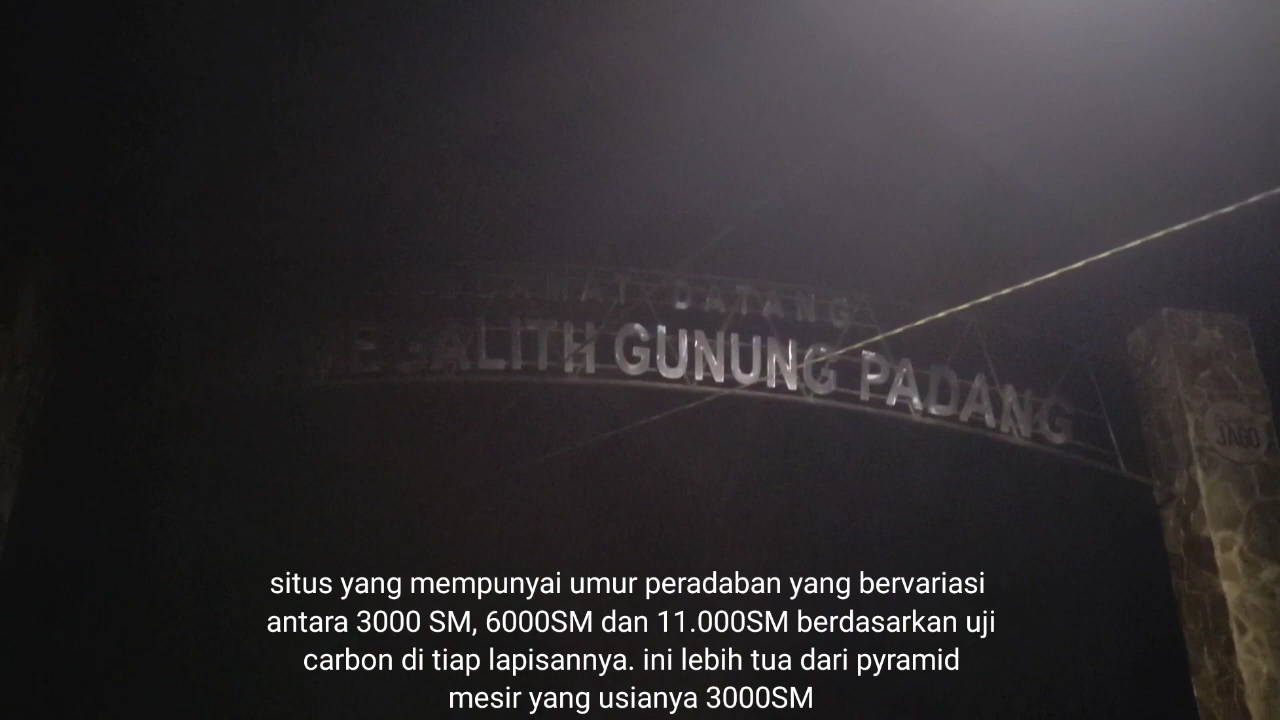 DATANG
MEGALITH GUNUNG PADANG
JAGO
situs yang mempunyai umur peradaban yang bervariasi
antara 3000 SM, 6000SM dan 11.000SM berdasarkan uji
carbon di tiap lapisannya. ini lebih tua dari pyramid
mesir yang usianya 3000SM